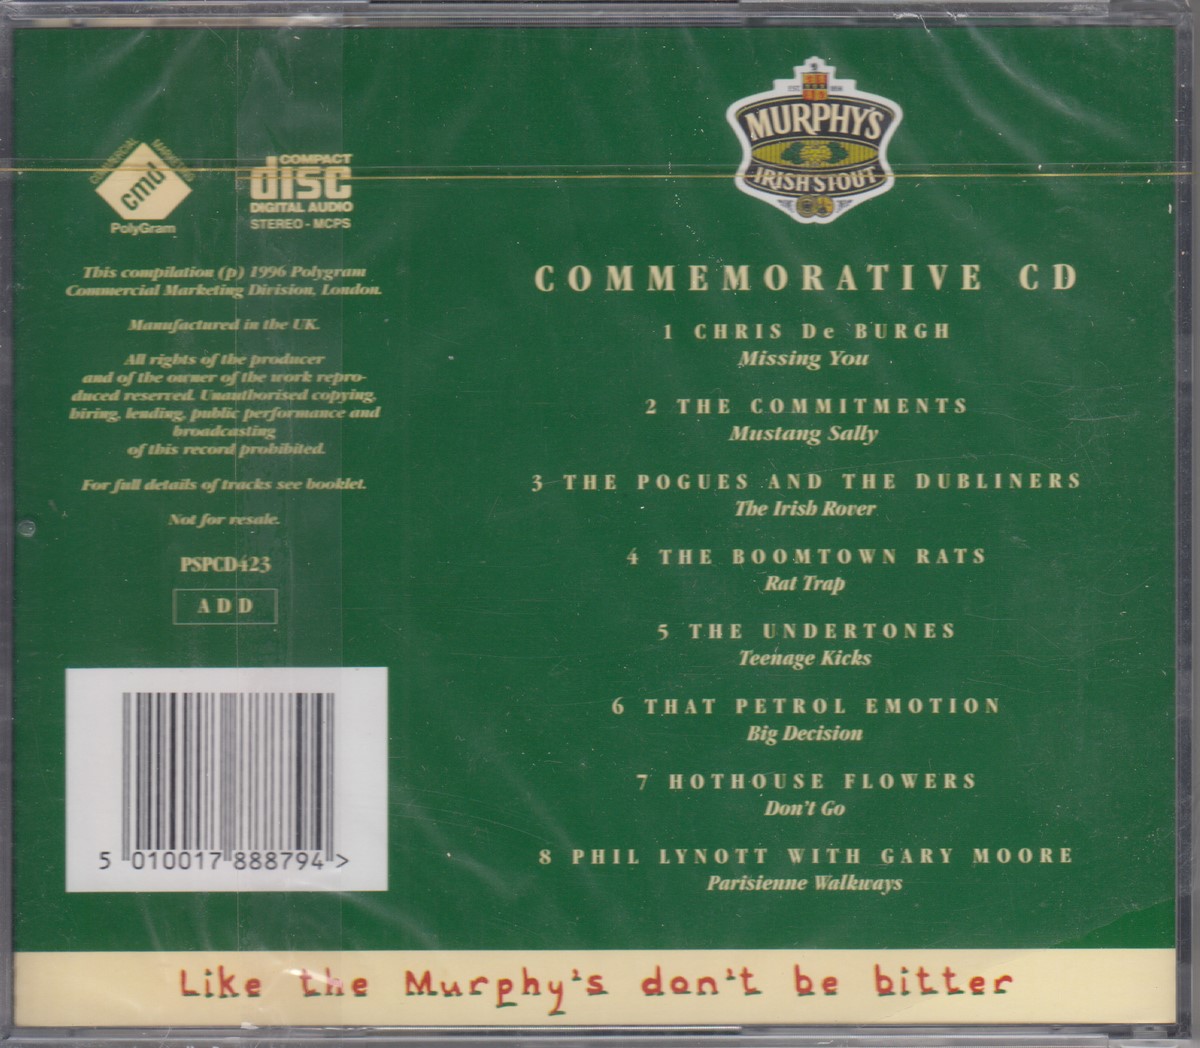 COMMERCIAL MARKETING
cmd
PolyGram
COMPACT
disc
DIGITAL AUDIO
STEREO - MCPS
This compilation (p) 1996 Polygram
Commercial Marketing Division, London.
Manufactured in the UK.
All rights of the producer
and of the owner of the work repro-
duced reserved. Unauthorised copying,
hiring, lending, public performance and
broadcasting
of this record prohibited.
For full details of tracks see booklet.
Not for resale.
PSPCD423
ADD
5 010017 888794 >
MURPHY'S
IRISH STOUT
COMMEMORATIVE CD
1 CHRIS De BURGH
Missing You
2 THE COMMITMENTS
Mustang Sally
3 THE POGUES AND THE DUBLINERS
The Irish Rover
4 THE BOOMTOWN RATS
Rat Trap
5 THE UNDERTONES
Teenage Kicks
6 THAT PETROL EMOTION
Big Decision
7 HOTHOUSE FLOWERS
Don't Go
8 PHIL LYNOTT WITH GARY MOORE
Parisienne Walkways
Like the Murphy's don't be bitter